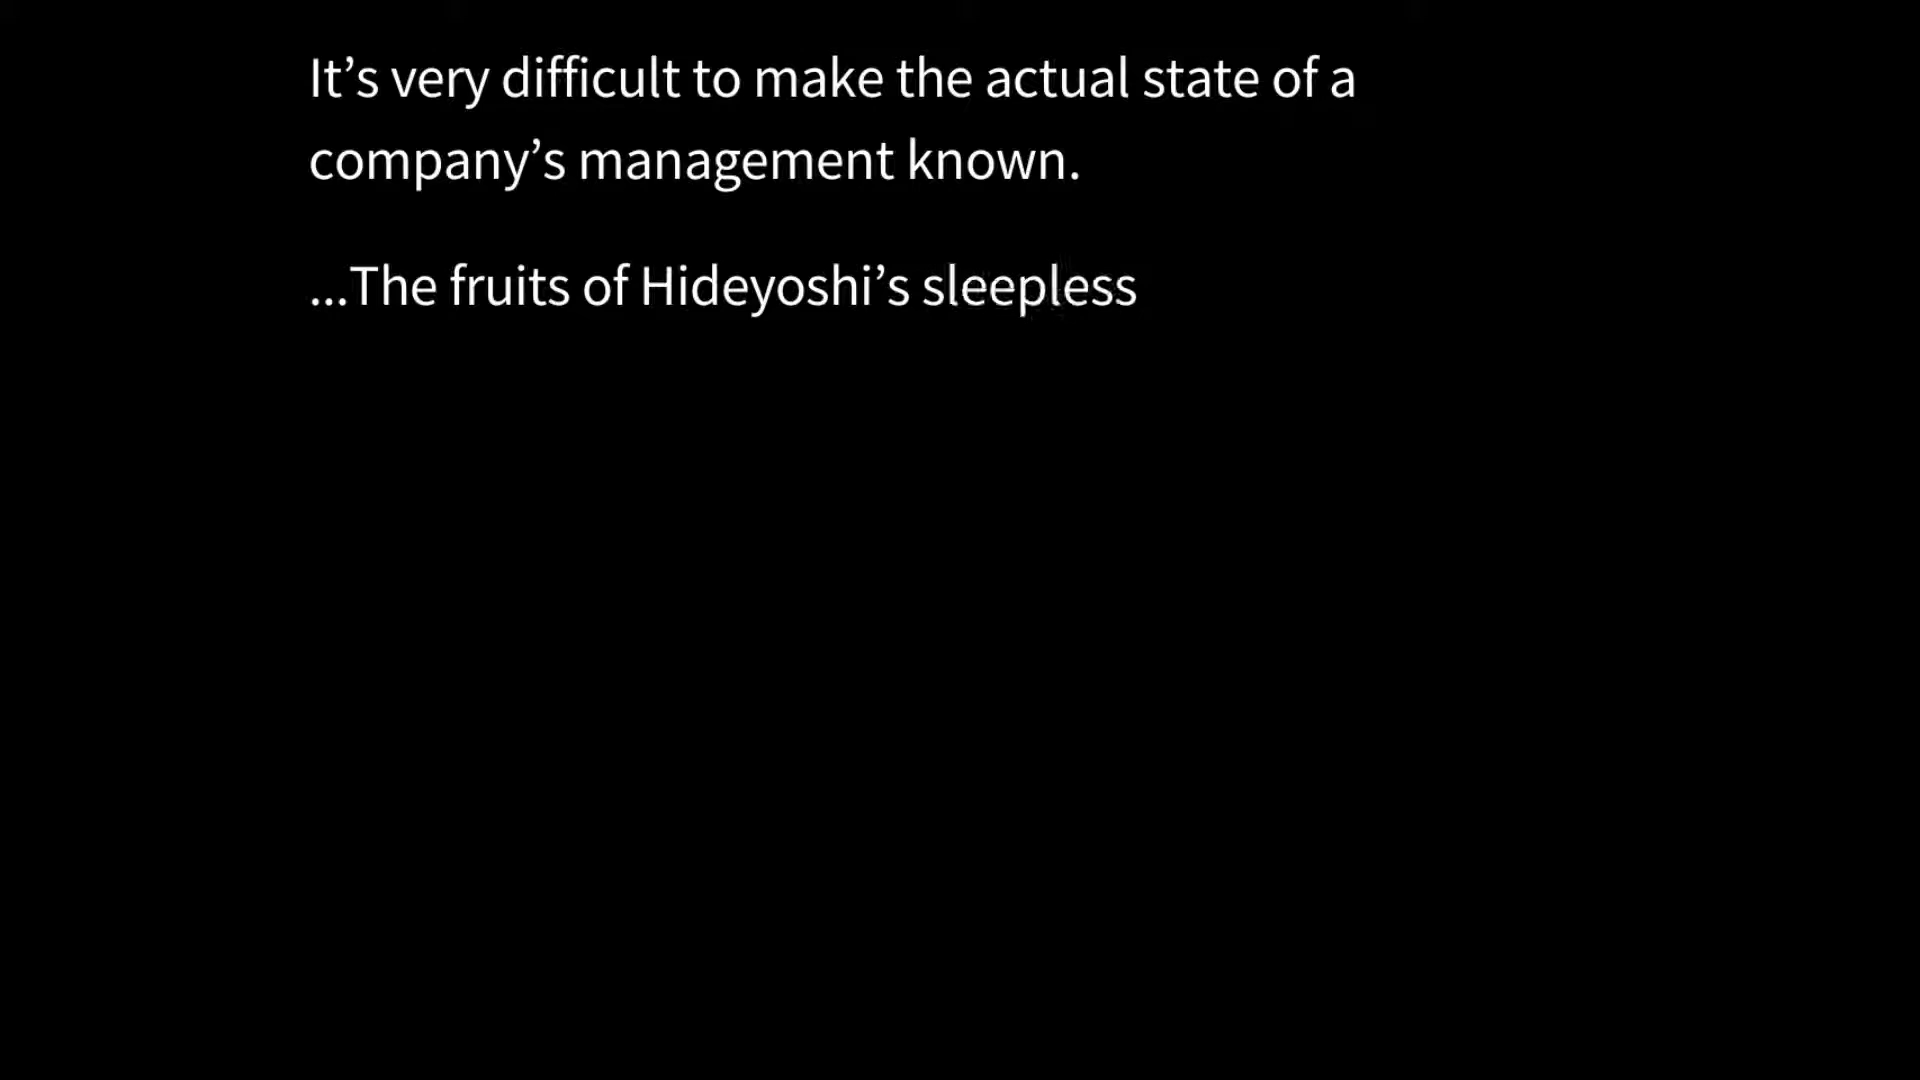 It’s very difficult to make the actual state of a
company’s management known.
...The fruits of Hideyoshi’s sleepless